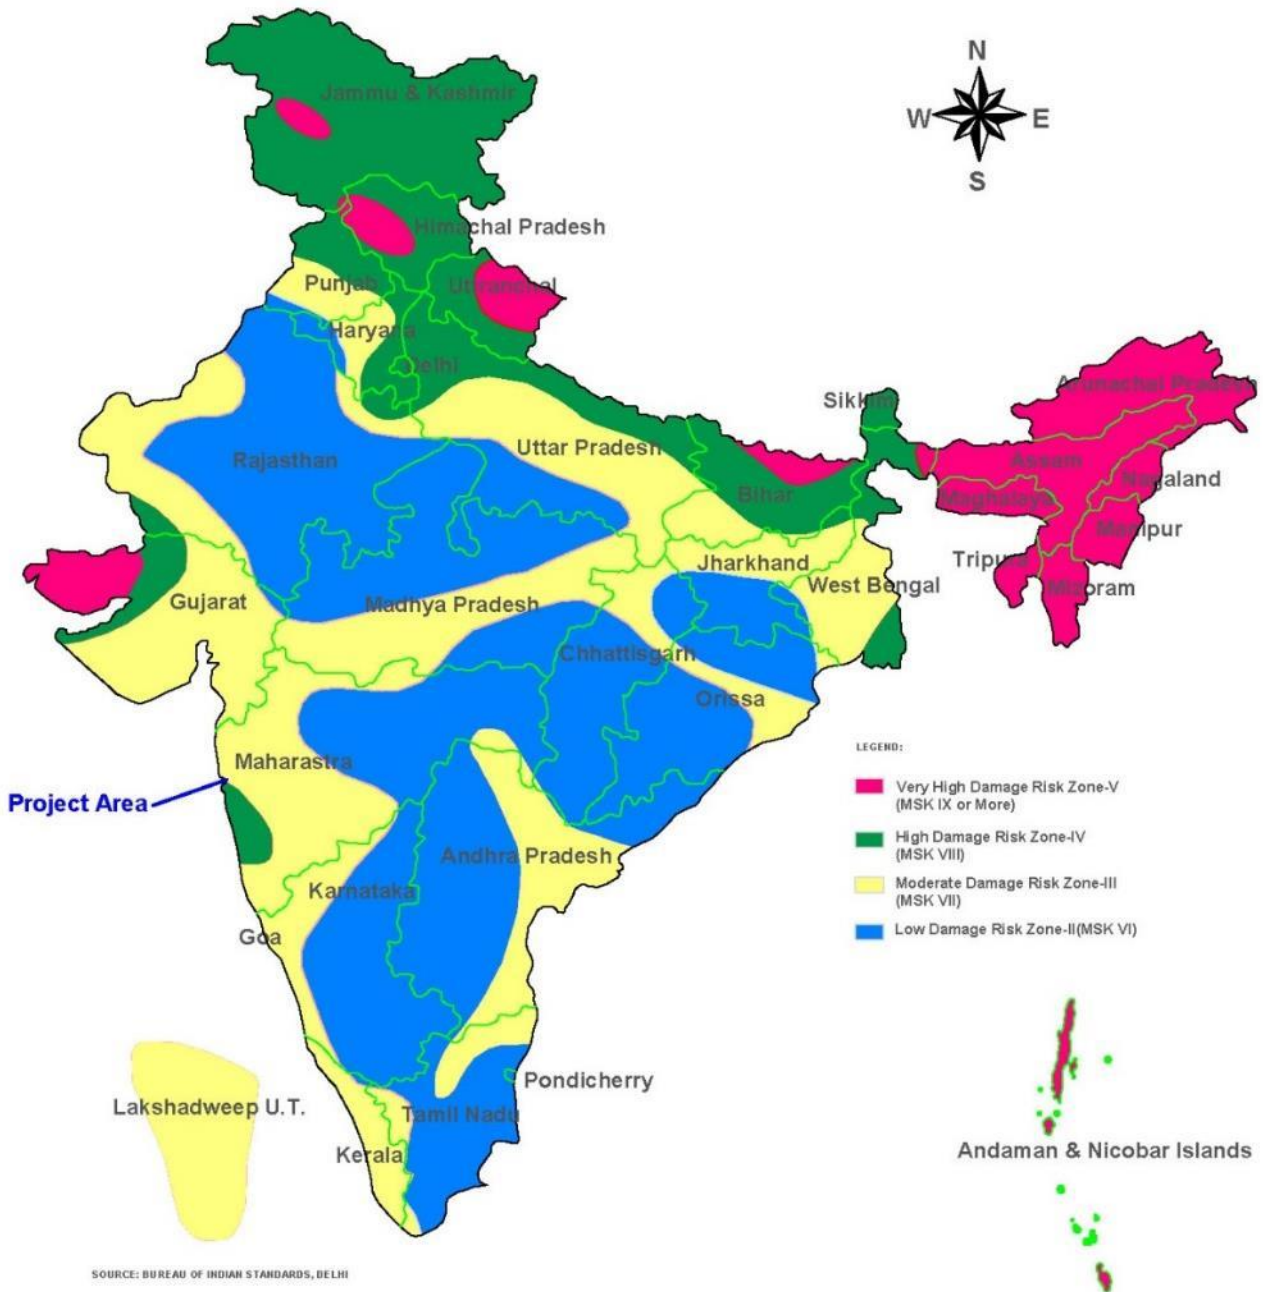 N
W
E
S
Jammu & Kashmir
Himachal Pradesh
Punjab
Uttranchal
Haryana
Delhi
Sikkim
Arunachal Pradesh
Rajasthan
Uttar Pradesh
Bihar
Assam
Nagaland
Maghalaya
Manipur
Tripura
Mizoram
Jharkhand
West Bengal
Gujarat
Madhya Pradesh
Chhattisgarh
Orissa
Maharastra
Project Area
Andhra Pradesh
Karnataka
Goa
LEGEND:
Very High Damage Risk Zone-V
(MSK IX or More)
High Damage Risk Zone-IV
(MSK VIII)
Moderate Damage Risk Zone-III
(MSK VII)
Low Damage Risk Zone-II(MSK VI)
Pondicherry
Lakshadweep U.T.
Tamil Nadu
Kerala
Andaman & Nicobar Islands
SOURCE: BUREAU OF INDIAN STANDARDS, DELHI